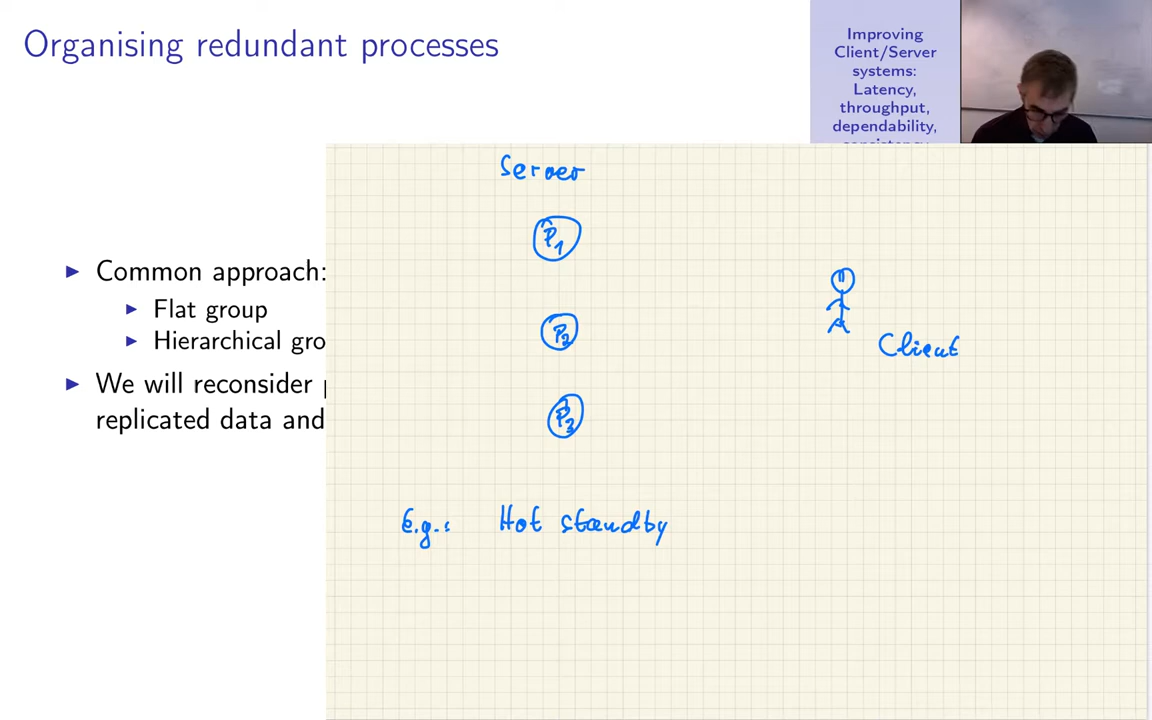 Organising redundant processes
Improving
Client/Server
systems:
Latency,
throughput,
dependability,
consistency
▶ Common approach:
▶ Flat group
▶ Hierarchical gro
▶ We will reconsider
replicated data and
Server
P1
P2
P3
Client
E.g.: Hot standby